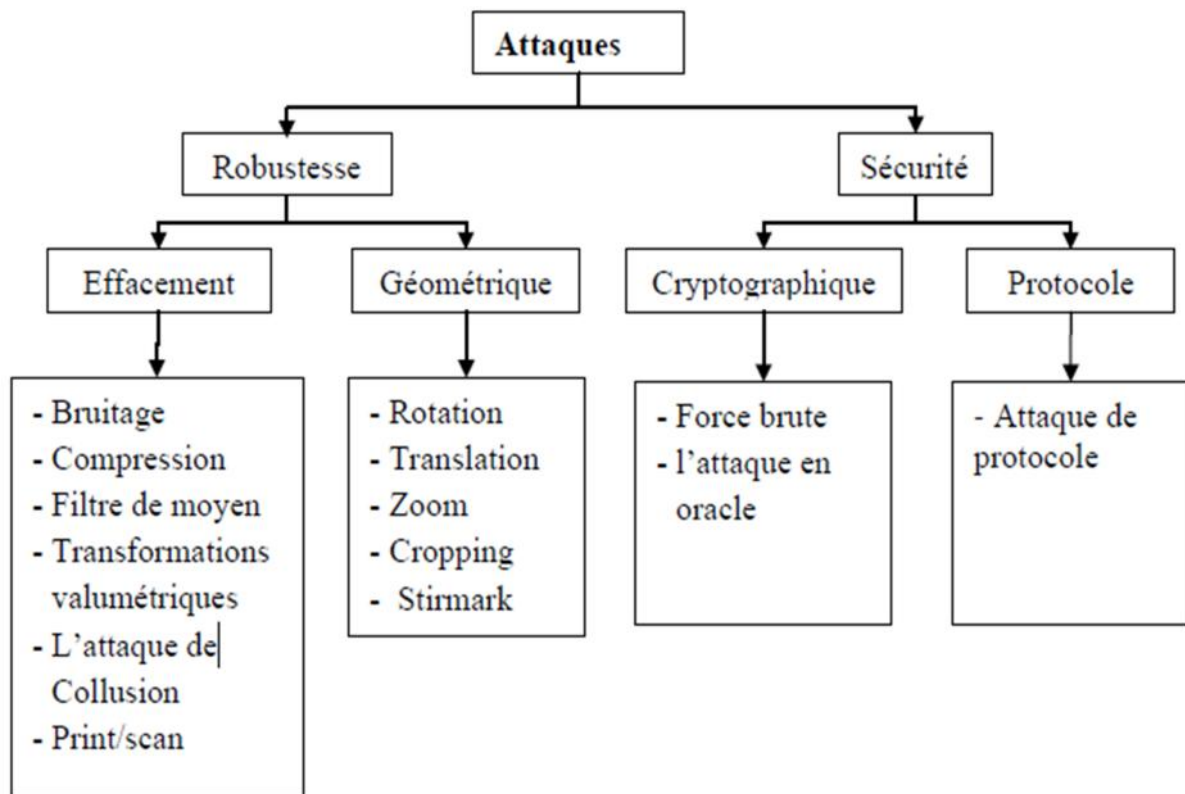 Attaques
Robustesse
Sécurité
Effacement
Géométrique
Cryptographique
Protocole
- Bruitage
- Compression
- Filtre de moyen
- Transformations
valumétriques
- L’attaque de
Collusion
- Print/scan
- Rotation
- Translation
- Zoom
- Cropping
- Stirmark
- Force brute
- l’attaque en
oracle
- Attaque de
protocole